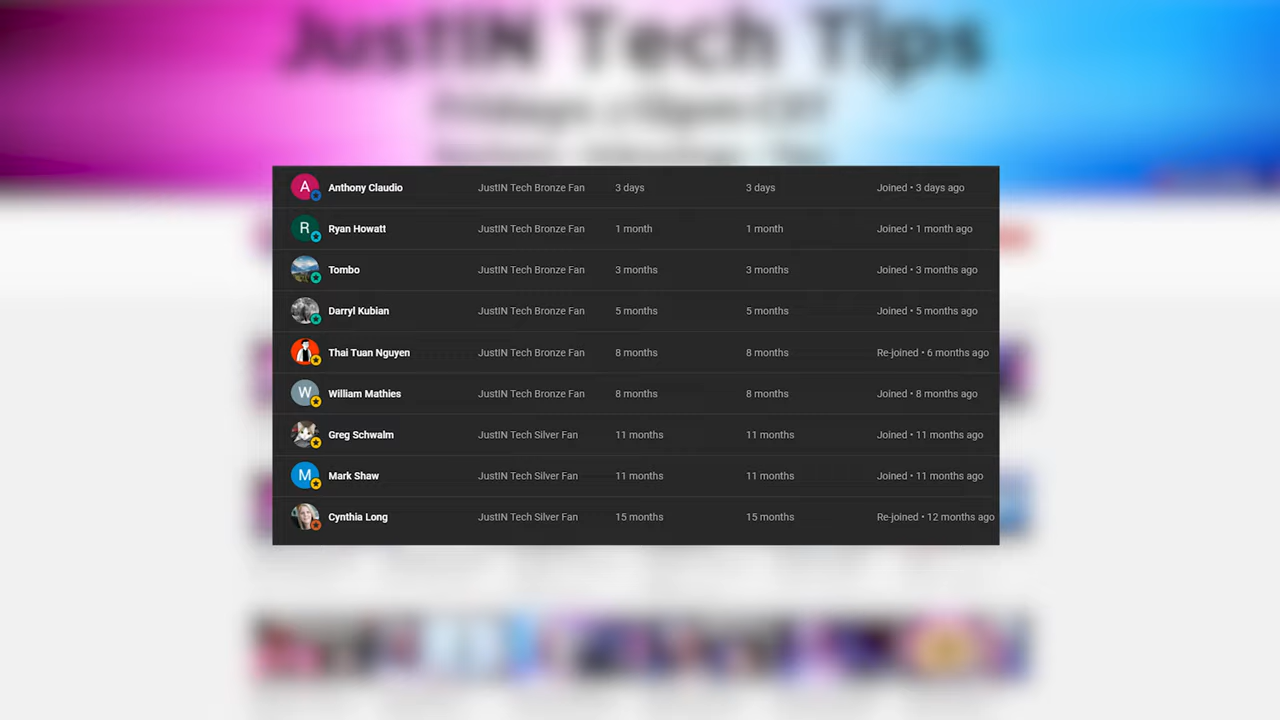 JustIN Tech Tips
A Anthony Claudio JustIN Tech Bronze Fan 3 days 3 days Joined • 3 days ago
R Ryan Howatt JustIN Tech Bronze Fan 1 month 1 month Joined • 1 month ago
Tombo JustIN Tech Bronze Fan 3 months 3 months Joined • 3 months ago
Darryl Kubian JustIN Tech Bronze Fan 5 months 5 months Joined • 5 months ago
Thai Tuan Nguyen JustIN Tech Bronze Fan 8 months 8 months Re-joined • 6 months ago
W William Mathies JustIN Tech Bronze Fan 8 months 8 months Joined • 8 months ago
Greg Schwalm JustIN Tech Silver Fan 11 months 11 months Joined • 11 months ago
M Mark Shaw JustIN Tech Silver Fan 11 months 11 months Joined • 11 months ago
Cynthia Long JustIN Tech Silver Fan 15 months 15 months Re-joined • 12 months ago